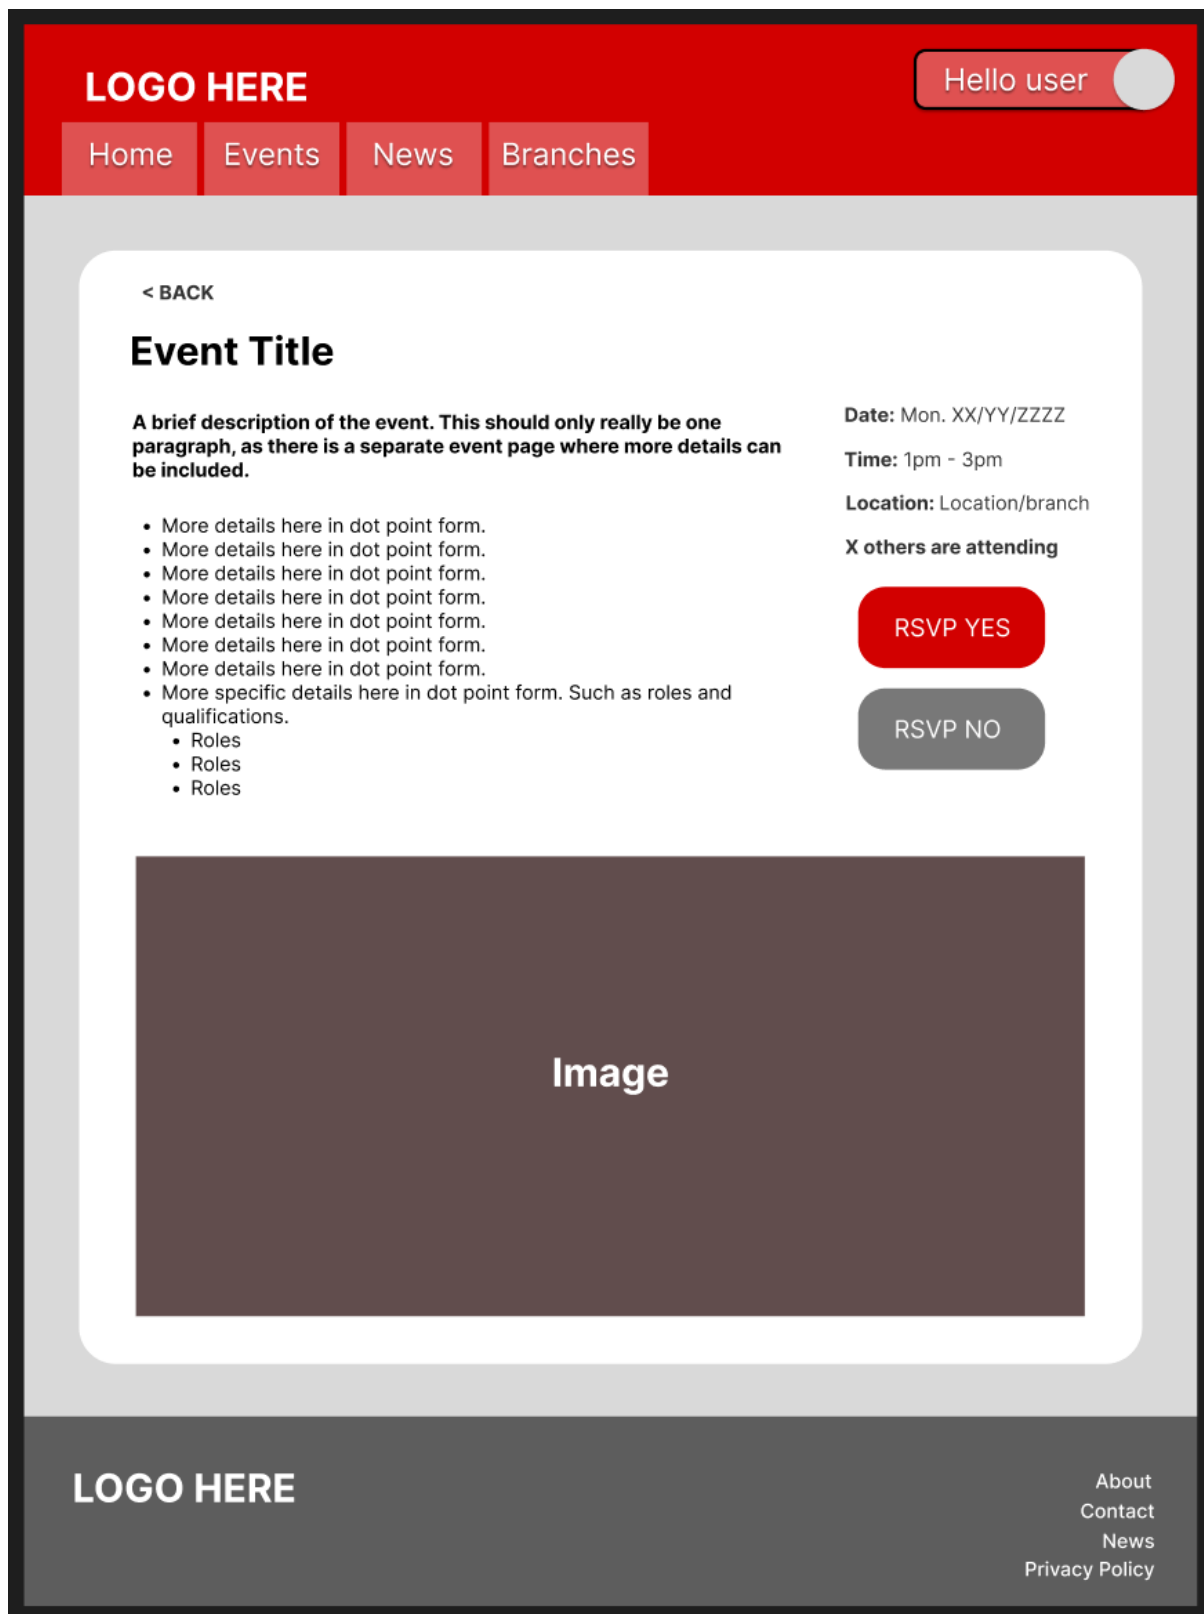 LOGO HERE
Hello user
Home
Events
News
Branches
< BACK
Event Title
A brief description of the event. This should only really be one
paragraph, as there is a separate event page where more details can
be included.
• More details here in dot point form.
• More details here in dot point form.
• More details here in dot point form.
• More details here in dot point form.
• More details here in dot point form.
• More details here in dot point form.
• More details here in dot point form.
• More specific details here in dot point form. Such as roles and
qualifications.
• Roles
• Roles
• Roles
Date: Mon. XX/YY/ZZZZ
Time: 1pm - 3pm
Location: Location/branch
X others are attending
RSVP YES
RSVP NO
Image
LOGO HERE
About
Contact
News
Privacy Policy